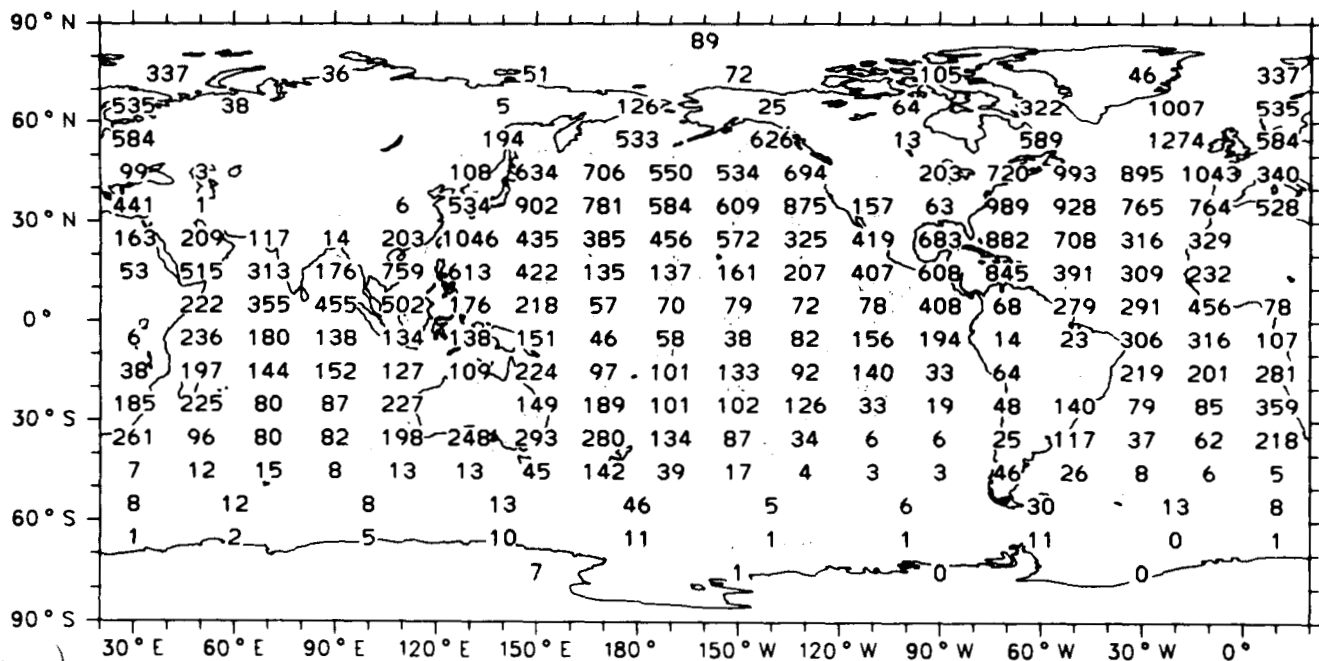 90° N
89
337 36 51 72 105 46 337
535 38 5 126 25 64 322 1007 535
60° N
584 194 533 626 13 589 1274 584
99 3 108 634 706 550 534 694 203 720 993 895 1043 340
441 1 6 534 902 781 584 609 875 157 63 989 928 765 764 528
30° N
163 209 117 14 203 1046 435 385 456 572 325 419 683 882 708 316 329
53 515 313 176 759 613 422 135 137 161 207 407 608 845 391 309 232
222 355 455 502 176 218 57 70 79 72 78 408 68 279 291 456 78
0°
6 236 180 138 134 138 151 46 58 38 82 156 194 14 23 306 316 107
38 197 144 152 127 109 224 97 101 133 92 140 33 64 219 201 281
185 225 80 87 227 149 189 101 102 126 33 19 48 140 79 85 359
30° S
261 96 80 82 198 248 293 280 134 87 34 6 6 25 117 37 62 218
7 12 15 8 13 13 45 142 39 17 4 3 3 46 26 8 6 5
8 12 8 13 46 5 6 30 13 8
60° S
1 2 5 10 11 1 1 11 0 1
7 1 0 0
90° S
30° E 60° E 90° E 120° E 150° E 180° 150° W 120° W 90° W 60° W 30° W 0°